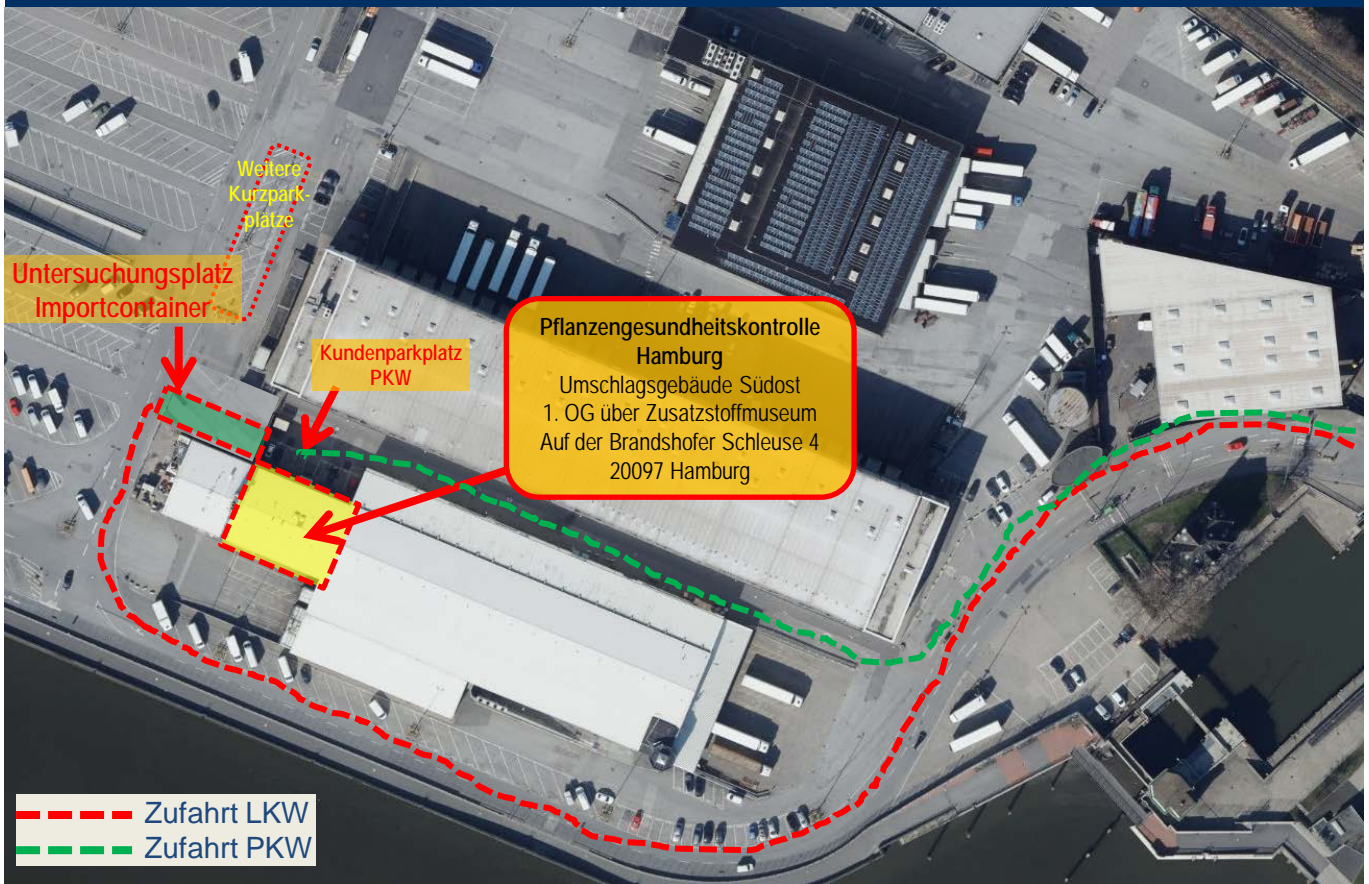 Weitere
Kurzpark-
plätze
Untersuchungsplatz
Importcontainer
Kundenparkplatz
PKW
Pflanzengesundheitskontrolle
Hamburg
Umschlagsgebäude Südost
1. OG über Zusatzstoffmuseum
Auf der Brandshofer Schleuse 4
20097 Hamburg
Zufahrt LKW
Zufahrt PKW